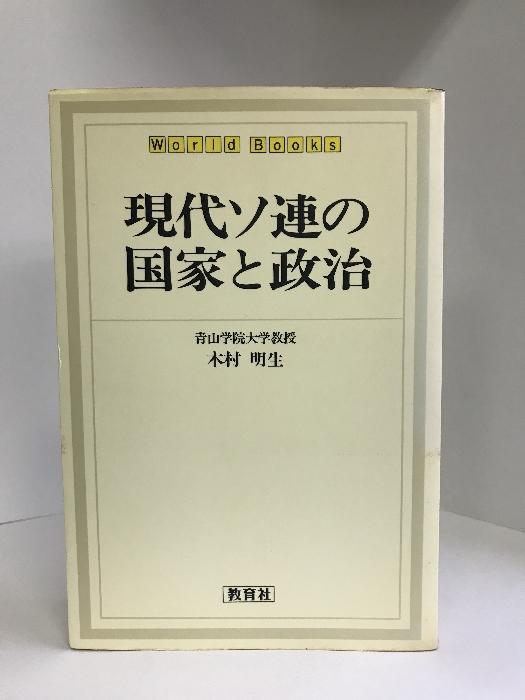 World Books
現代ソ連の
国家と政治
青山学院大学教授
木村 明生
教育社